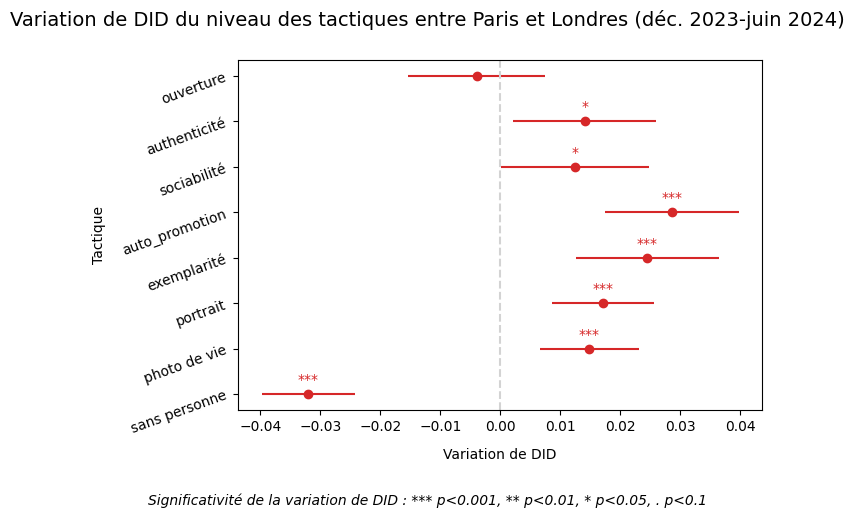 Variation de DID du niveau des tactiques entre Paris et Londres (déc. 2023-juin 2024)
ouverture
*
authenticité
*
sociabilité
***
auto_promotion
***
exemplarité
***
portrait
***
photo de vie
***
sans personne
Tactique
−0.04 −0.03 −0.02 −0.01 0.00 0.01 0.02 0.03 0.04
Variation de DID
Significativité de la variation de DID : *** p<0.001, ** p<0.01, * p<0.05, . p<0.1